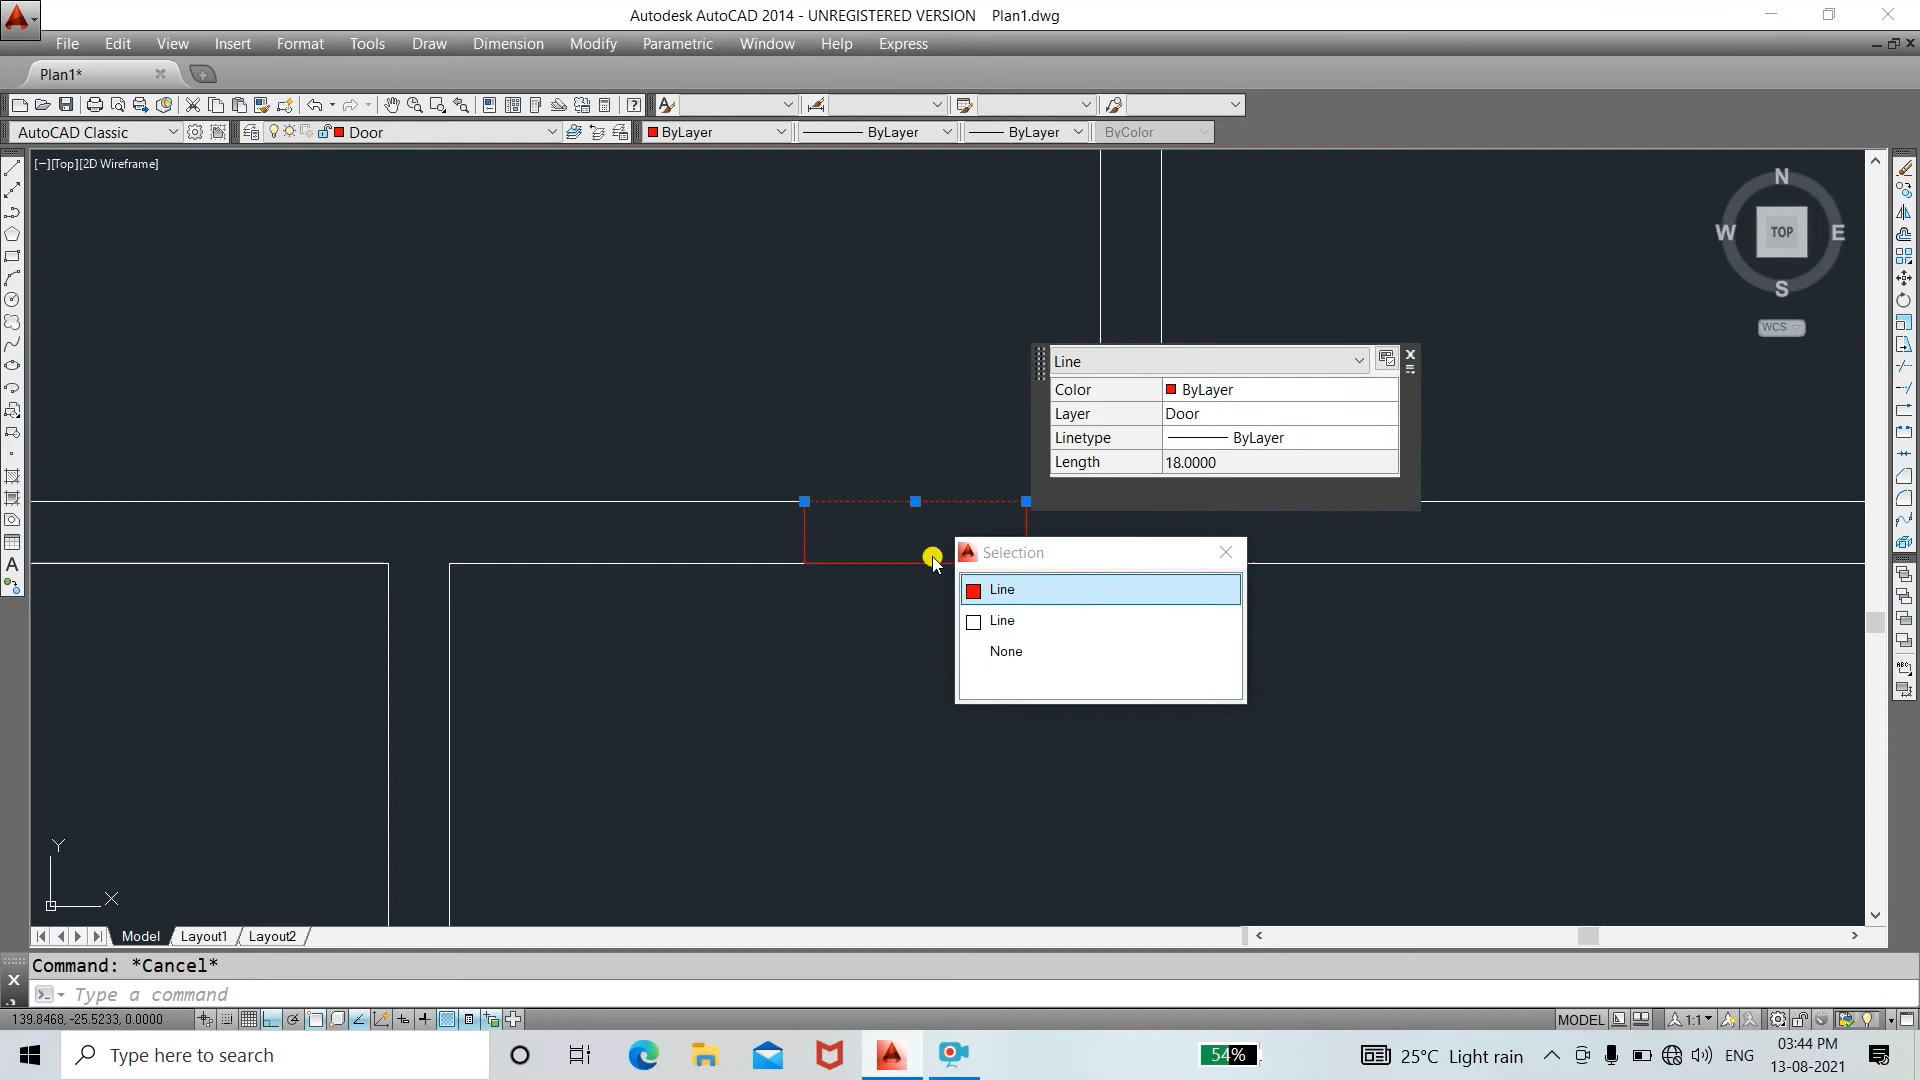 Autodesk AutoCAD 2014 - UNREGISTERED VERSION Plan1.dwg
File Edit View Insert Format Tools Draw Dimension Modify Parametric Window Help Express
Plan1*
AutoCAD Classic Door ByLayer ByLayer ByLayer ByColor
[−][Top][2D Wireframe]
N
W TOP E
S
WCS
Line
Color ByLayer
Layer Door
Linetype ByLayer
Length 18.0000
Selection
Line
Line
None
Y
X
Model Layout1 Layout2
Command: *Cancel*
Type a command
139.8468, -25.5233, 0.0000 MODEL 1:1
Type here to search 54% 25°C Light rain ENG 03:44 PM
13-08-2021